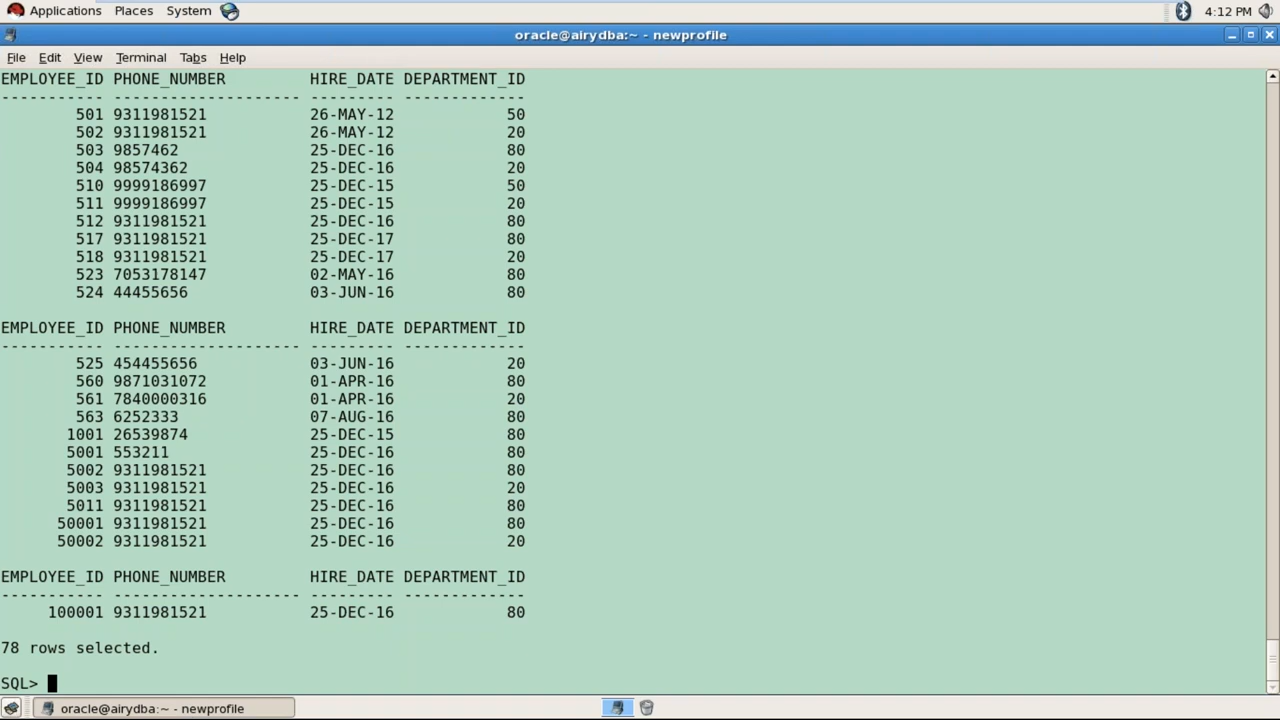 Applications Places System 4:12 PM
oracle@airydba:~ - newprofile
File Edit View Terminal Tabs Help
EMPLOYEE_ID PHONE_NUMBER         HIRE_DATE DEPARTMENT_ID
----------- -------------------- --------- -------------
        501 9311981521           26-MAY-12            50
        502 9311981521           26-MAY-12            20
        503 9857462              25-DEC-16            80
        504 98574362             25-DEC-16            20
        510 9999186997           25-DEC-15            50
        511 9999186997           25-DEC-15            20
        512 9311981521           25-DEC-16            80
        517 9311981521           25-DEC-17            80
        518 9311981521           25-DEC-17            20
        523 7053178147           02-MAY-16            80
        524 44455656             03-JUN-16            80
EMPLOYEE_ID PHONE_NUMBER         HIRE_DATE DEPARTMENT_ID
----------- -------------------- --------- -------------
        525 454455656            03-JUN-16            20
        560 9871031072           01-APR-16            80
        561 7840000316           01-APR-16            20
        563 6252333              07-AUG-16            80
       1001 26539874             25-DEC-15            80
       5001 553211               25-DEC-16            80
       5002 9311981521           25-DEC-16            80
       5003 9311981521           25-DEC-16            20
       5011 9311981521           25-DEC-16            80
      50001 9311981521           25-DEC-16            80
      50002 9311981521           25-DEC-16            20
EMPLOYEE_ID PHONE_NUMBER         HIRE_DATE DEPARTMENT_ID
----------- -------------------- --------- -------------
     100001 9311981521           25-DEC-16            80
78 rows selected.
SQL>
oracle@airydba:~ - newprofile